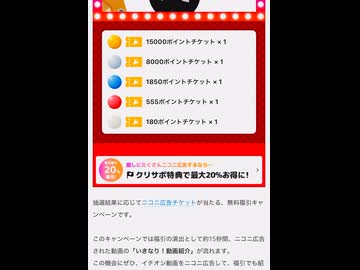 15000ポイントチケット × 1
8000ポイントチケット × 1
1850ポイントチケット × 1
555ポイントチケット × 1
180ポイントチケット × 1
20%
推しにたくさんニコニ広告するなら…
クリサポ特典で最大20%お得に!
抽選結果に応じてニコニ広告チケットが当たる、無料福引キャ
ンペーンです。
このキャンペーンでは福引の演出として約15秒間、ニコニ広告
された動画の「いきなり!動画紹介」が流れます。
この機会にぜひ、イチオシ動画をニコニ広告して、福引でも紹